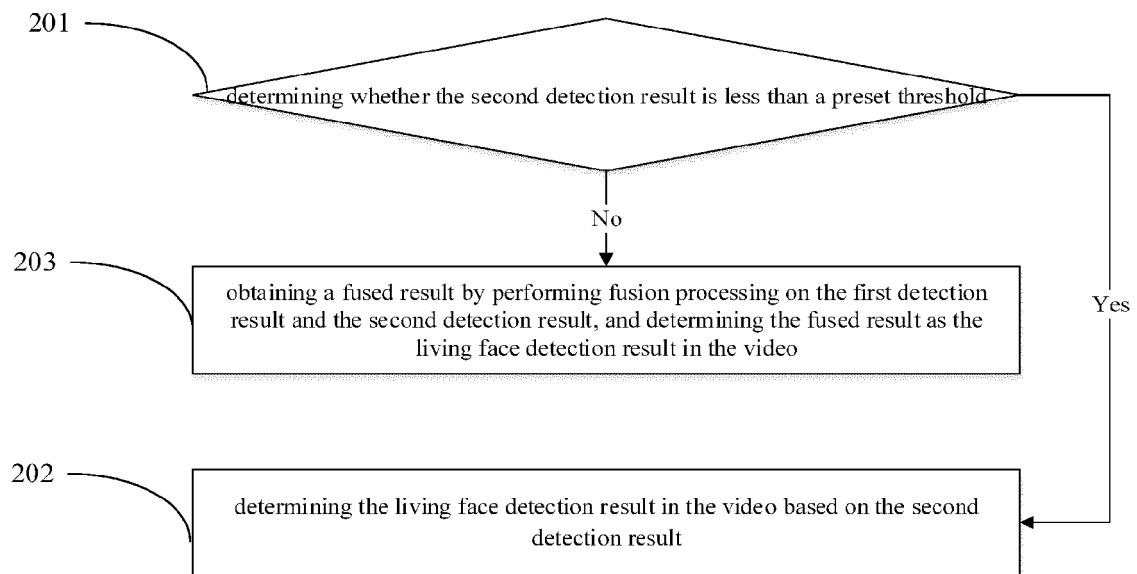 201
determining whether the second detection result is less than a preset threshold
No
203
obtaining a fused result by performing fusion processing on the first detection
result and the second detection result, and determining the fused result as the
living face detection result in the video
Yes
202
determining the living face detection result in the video based on the second
detection result